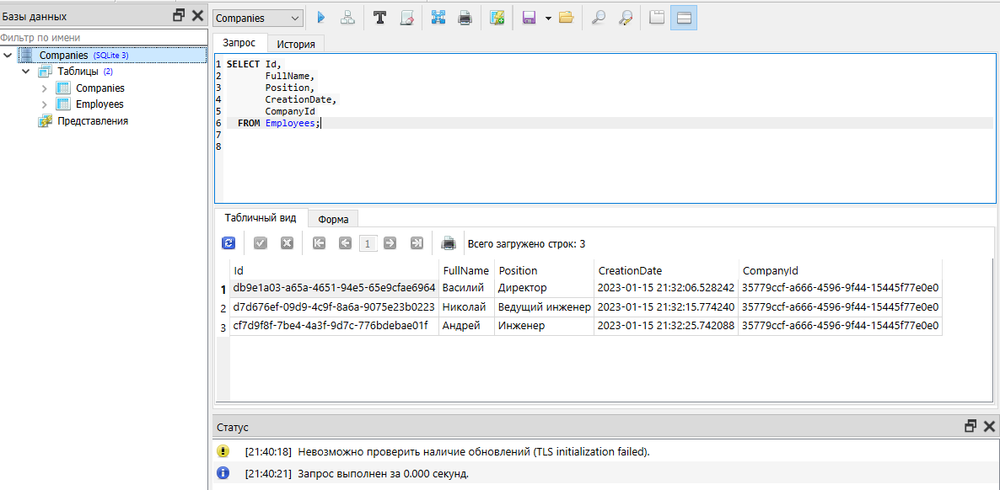 Базы данных
Фильтр по имени
Companies (SQLite 3)
Таблицы (2)
Companies
Employees
Представления
Companies
Запрос История
1 SELECT Id,
2 FullName,
3 Position,
4 CreationDate,
5 CompanyId
6 FROM Employees;
7
8
Табличный вид Форма
1 Всего загружено строк: 3
Id FullName Position CreationDate CompanyId
1 db9e1a03-a65a-4651-94e5-65e9cfae6964 Василий Директор 2023-01-15 21:32:06.528242 35779ccf-a666-4596-9f44-15445f77e0e0
2 d7d676ef-09d9-4c9f-8a6a-9075e23b0223 Николай Ведущий инженер 2023-01-15 21:32:15.774240 35779ccf-a666-4596-9f44-15445f77e0e0
3 cf7d9f8f-7be4-4a3f-9d7c-776bdebae01f Андрей Инженер 2023-01-15 21:32:25.742088 35779ccf-a666-4596-9f44-15445f77e0e0
Статус
[21:40:18] Невозможно проверить наличие обновлений (TLS initialization failed).
[21:40:21] Запрос выполнен за 0.000 секунд.